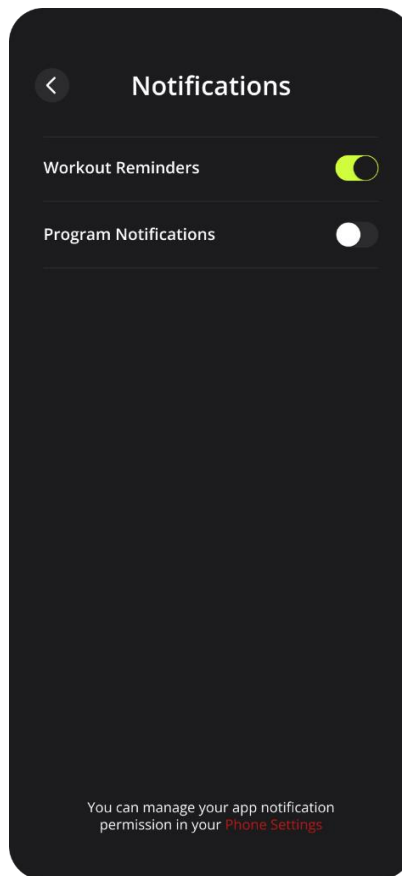 Notifications
Workout Reminders
Program Notifications
You can manage your app notification
permission in your Phone Settings